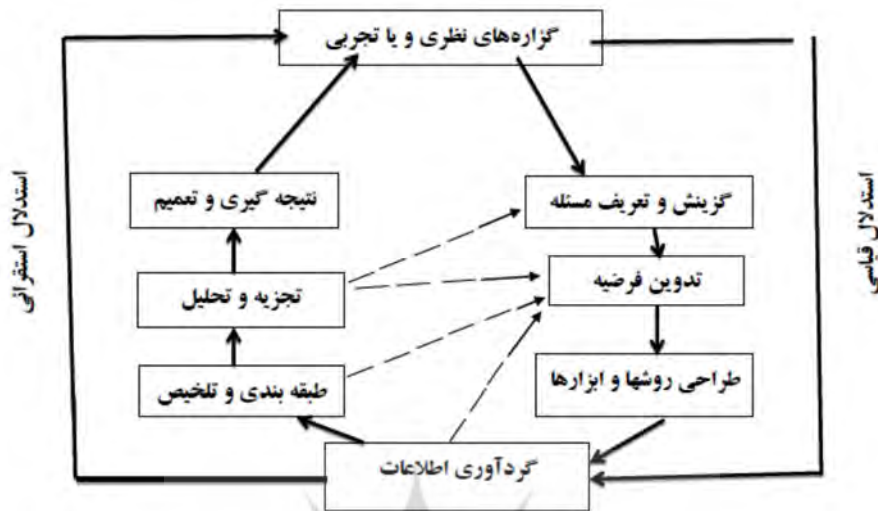 گزاره‌های نظری و یا تجربی
استدلال قیاسی
گزینش و تعریف مسئله
تدوین فرضیه
طراحی روشها و ابزارها
گردآوری اطلاعات
طبقه بندی و تلخیص
تجزیه و تحلیل
نتیجه گیری و تعمیم
استدلال استقرائی